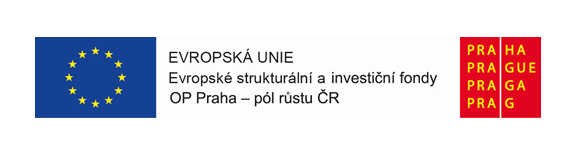 EVROPSKÁ UNIE
Evropské strukturální a investiční fondy
OP Praha – pól růstu ČR
PRA HA
PRA GUE
PRA GA
PRA G